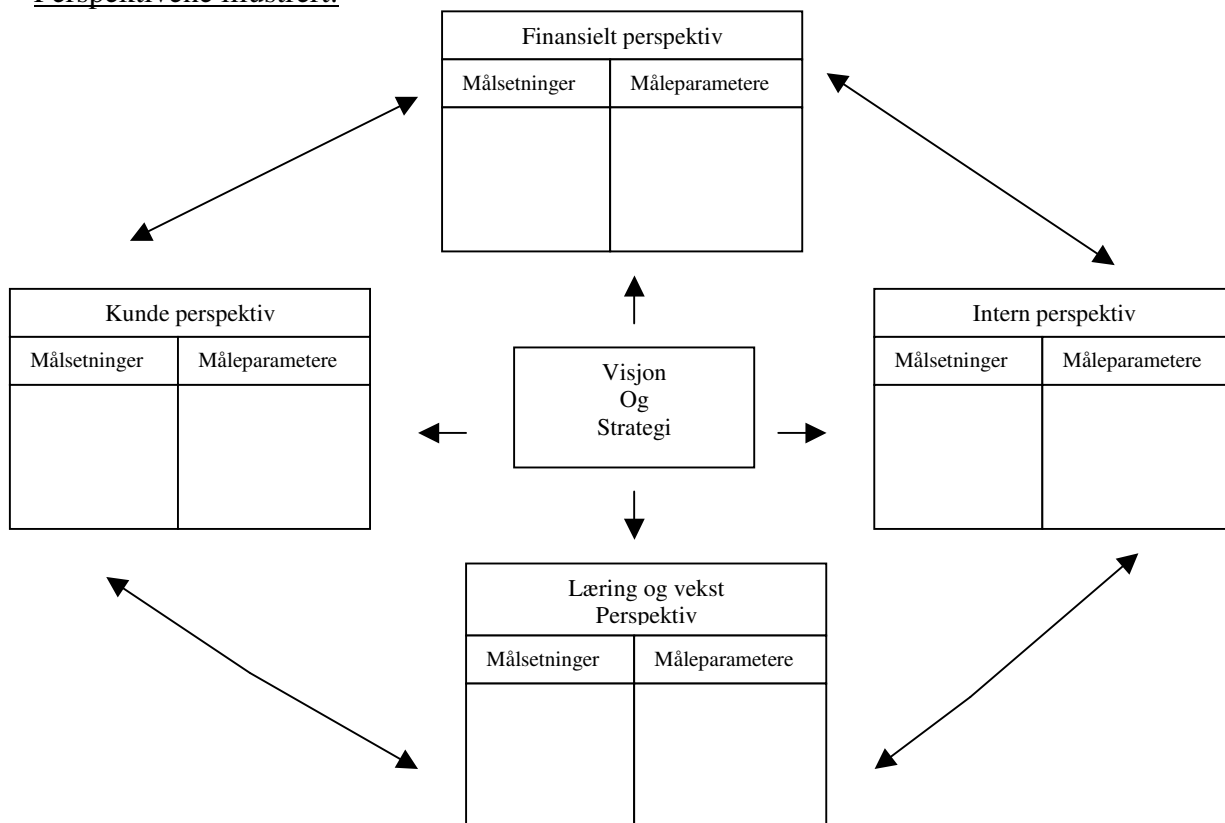 Perspektivene illustrert:
Finansielt perspektiv
Målsetninger Måleparametere
Kunde perspektiv
Målsetninger Måleparametere
Visjon
Og
Strategi
Intern perspektiv
Målsetninger Måleparametere
Læring og vekst
Perspektiv
Målsetninger Måleparametere